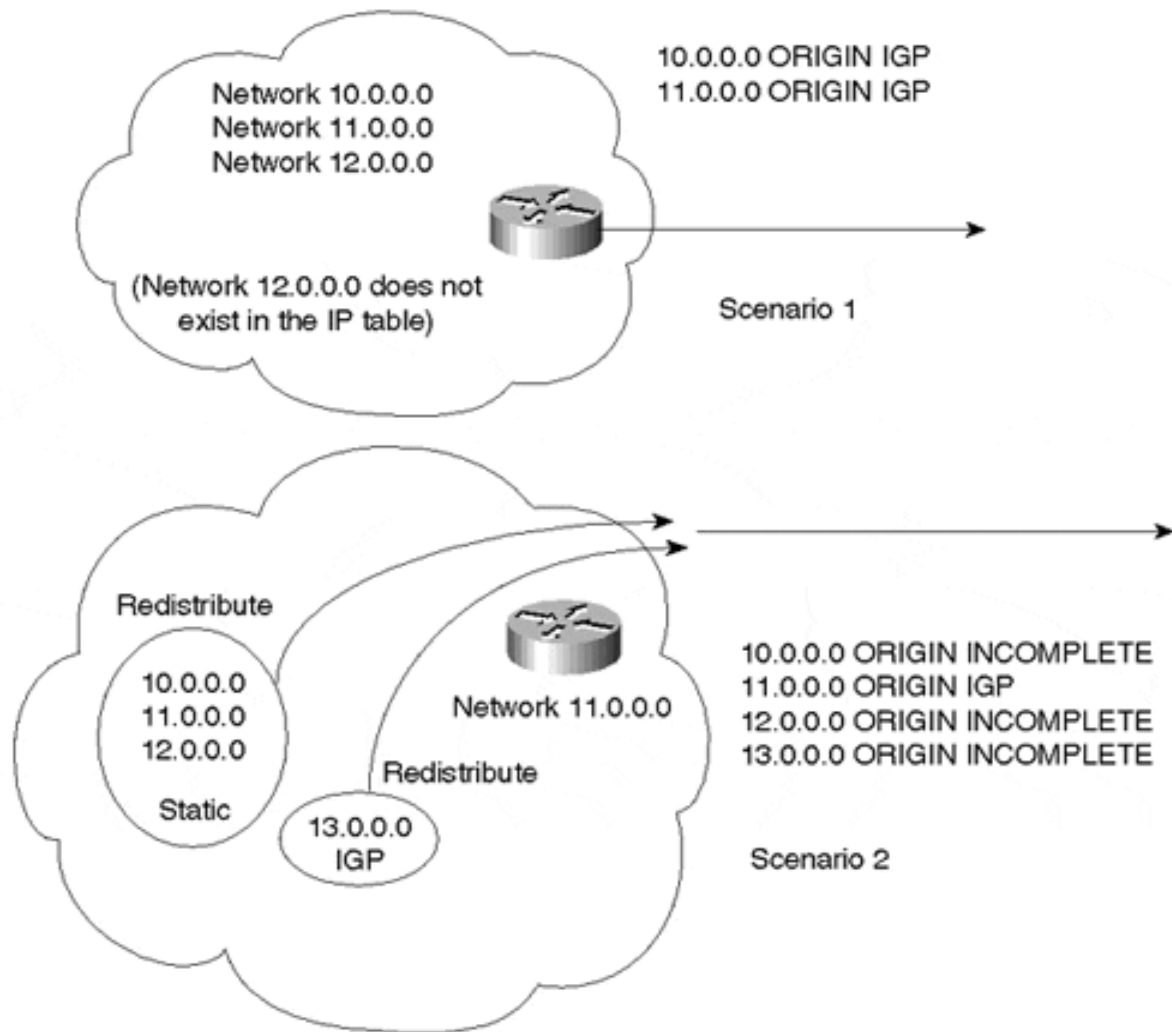 Network 10.0.0.0
Network 11.0.0.0
Network 12.0.0.0
(Network 12.0.0.0 does not
exist in the IP table)
10.0.0.0 ORIGIN IGP
11.0.0.0 ORIGIN IGP
Scenario 1
Redistribute
10.0.0.0
11.0.0.0
12.0.0.0
Static
Network 11.0.0.0
Redistribute
13.0.0.0
IGP
10.0.0.0 ORIGIN INCOMPLETE
11.0.0.0 ORIGIN IGP
12.0.0.0 ORIGIN INCOMPLETE
13.0.0.0 ORIGIN INCOMPLETE
Scenario 2